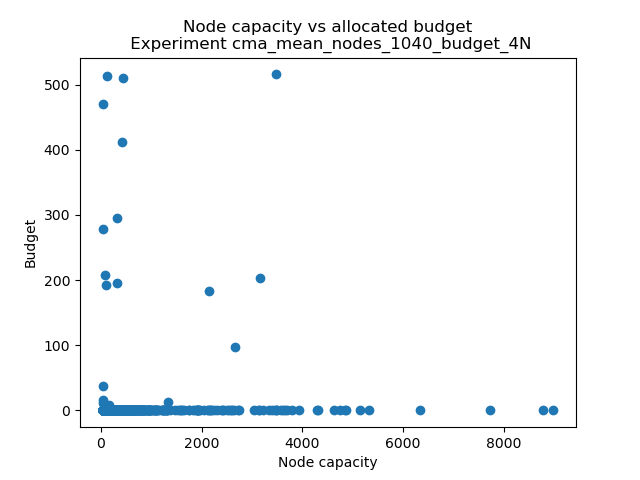 Node capacity vs allocated budget
Experiment cma_mean_nodes_1040_budget_4N
500
400
300
200
100
0
Budget
0 2000 4000 6000 8000
Node capacity